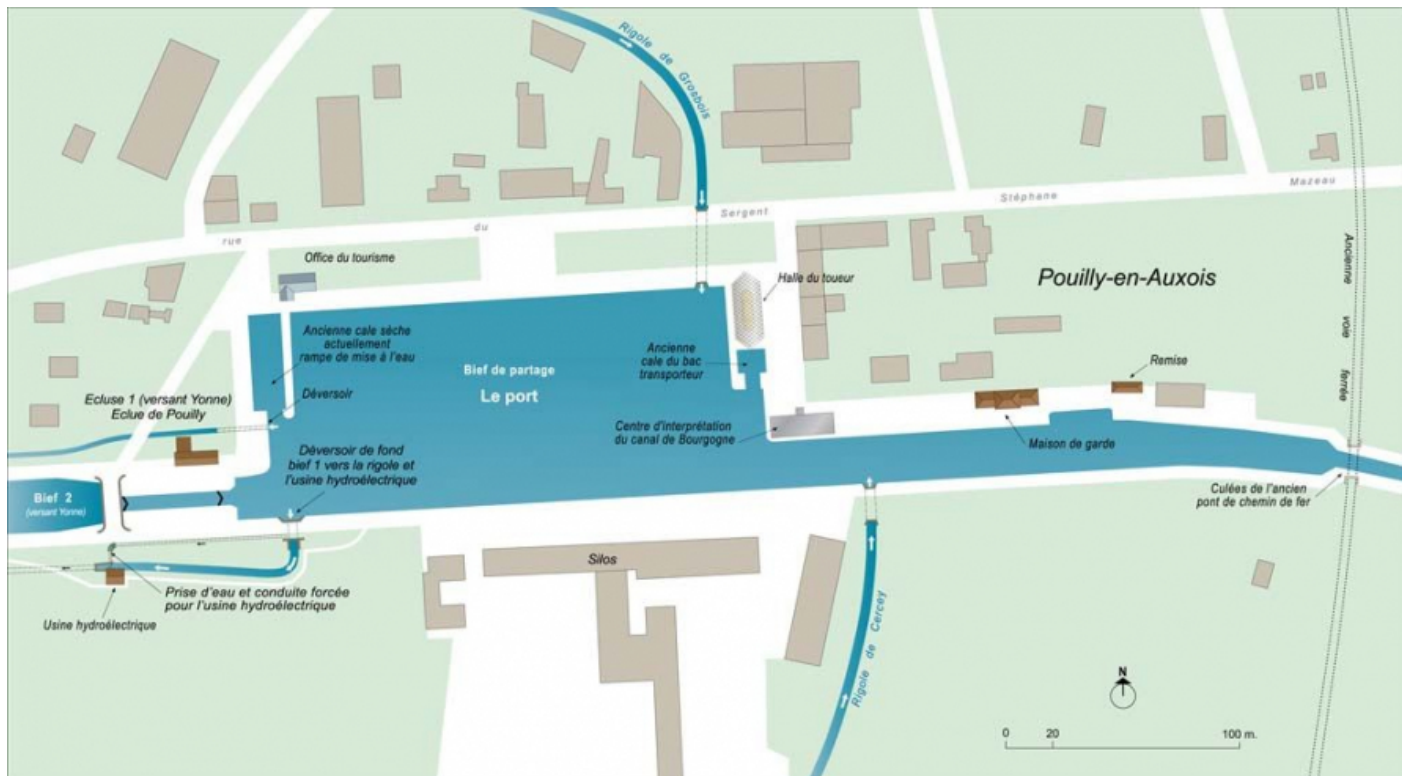 Rigole de Grosbois
rue du Sergent Stéphane Mazeau
Office du tourisme
Halle du toueur
Pouilly-en-Auxois
Ancienne voie ferrée
Ancienne cale sèche
actuellement
rampe de mise à l'eau
Bief de partage
Le port
Ancienne
cale du bac
transporteur
Remise
Déversoir
Ecluse 1 (versant Yonne)
Eclue de Pouilly
Centre d'interprétation
du canal de Bourgogne
Maison de garde
Déversoir de fond
bief 1 vers la rigole et
l'usine hydroélectrique
Bief 2
(versant Yonne)
Culées de l'ancien
pont de chemin de fer
Silos
Prise d'eau et conduite forcée
pour l'usine hydroélectrique
Usine hydroélectrique
Rigole de Cercey
N
0 20 100 m.